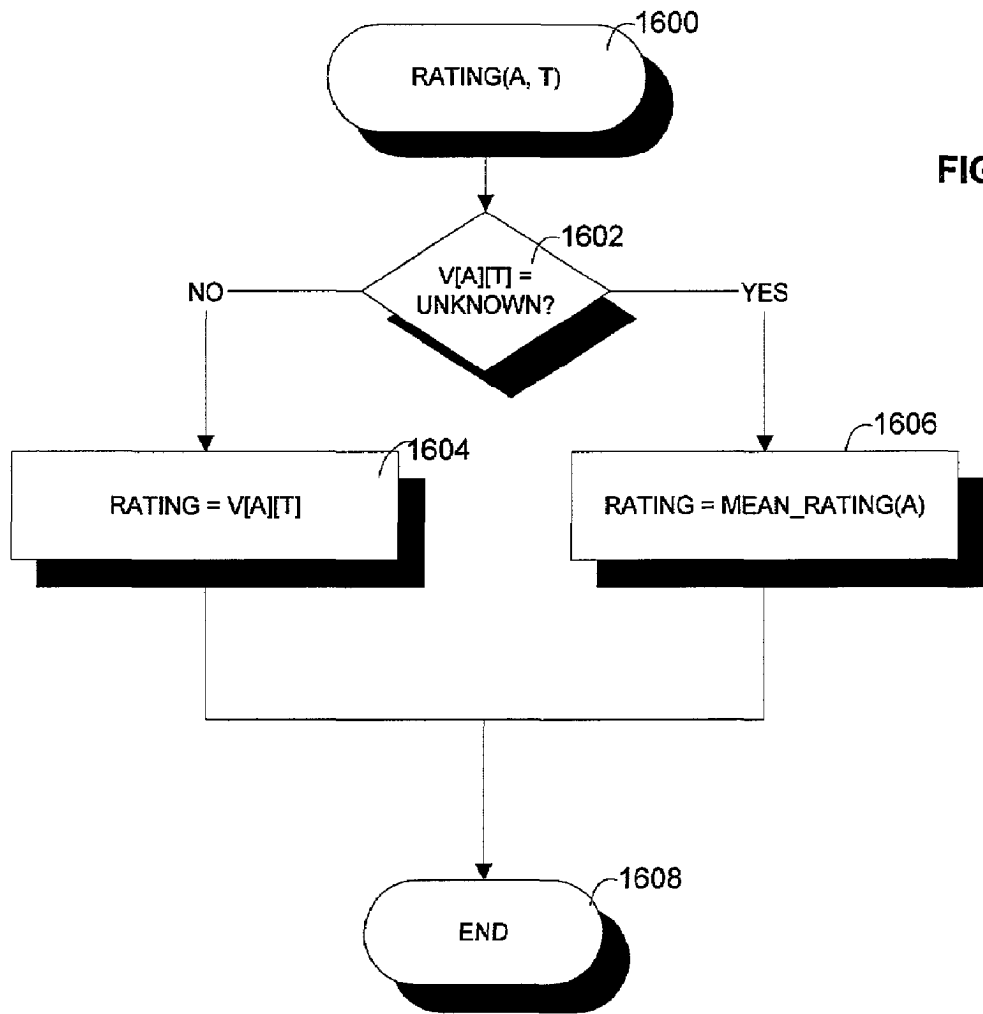 1600
RATING(A, T)
FIG
1602
V[A][T] =
UNKNOWN?
NO
YES
1604
1606
RATING = V[A][T]
RATING = MEAN_RATING(A)
1608
END